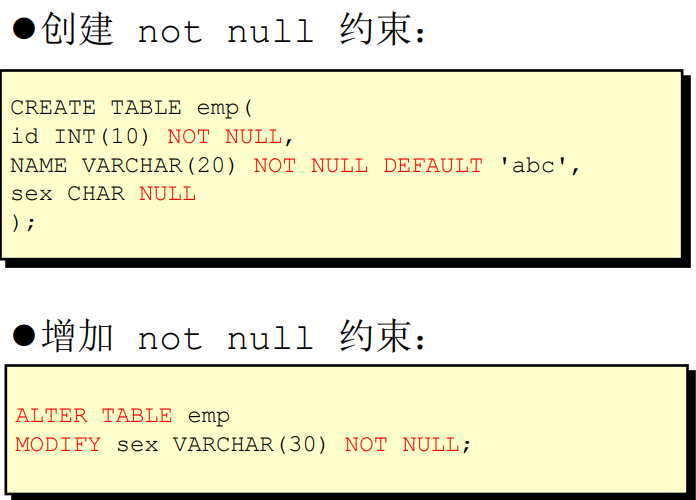 ●创建 not null 约束：
CREATE TABLE emp(
id INT(10) NOT NULL,
NAME VARCHAR(20) NOT NULL DEFAULT 'abc',
sex CHAR NULL
);
●增加 not null 约束：
ALTER TABLE emp
MODIFY sex VARCHAR(30) NOT NULL;